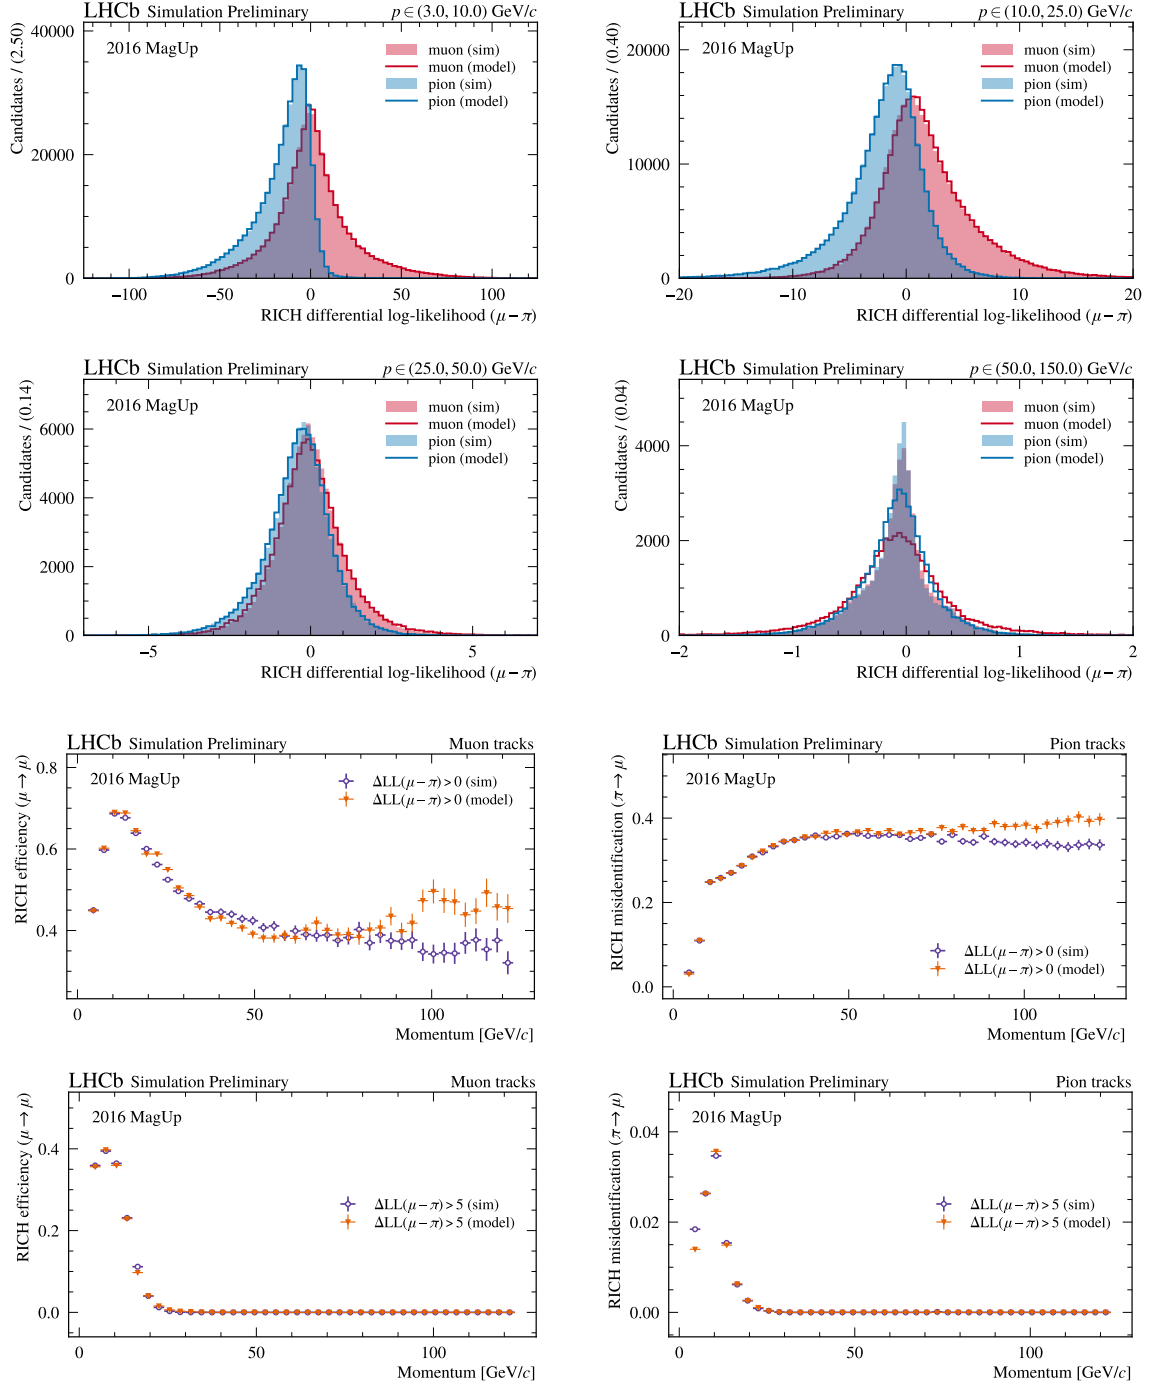 LHCb Simulation Preliminary p ∈ (3.0, 10.0) GeV/c
2016 MagUp
muon (sim)
muon (model)
pion (sim)
pion (model)
Candidates / (2.50)
40000
20000
0
−100 −50 0 50 100
RICH differential log-likelihood (μ − π)
LHCb Simulation Preliminary p ∈ (10.0, 25.0) GeV/c
2016 MagUp
muon (sim)
muon (model)
pion (sim)
pion (model)
Candidates / (0.40)
20000
10000
0
−20 −10 0 10 20
RICH differential log-likelihood (μ − π)
LHCb Simulation Preliminary p ∈ (25.0, 50.0) GeV/c
2016 MagUp
muon (sim)
muon (model)
pion (sim)
pion (model)
Candidates / (0.14)
6000
4000
2000
0
−5 0 5
RICH differential log-likelihood (μ − π)
LHCb Simulation Preliminary p ∈ (50.0, 150.0) GeV/c
2016 MagUp
muon (sim)
muon (model)
pion (sim)
pion (model)
Candidates / (0.04)
4000
2000
0
−2 −1 0 1 2
RICH differential log-likelihood (μ − π)
LHCb Simulation Preliminary Muon tracks
2016 MagUp
ΔLL(μ − π) > 0 (sim)
ΔLL(μ − π) > 0 (model)
RICH efficiency (μ → μ)
0.8
0.6
0.4
0 50 100
Momentum [GeV/c]
LHCb Simulation Preliminary Pion tracks
2016 MagUp
ΔLL(μ − π) > 0 (sim)
ΔLL(μ − π) > 0 (model)
RICH misidentification (π → μ)
0.4
0.2
0.0
0 50 100
Momentum [GeV/c]
LHCb Simulation Preliminary Muon tracks
2016 MagUp
ΔLL(μ − π) > 5 (sim)
ΔLL(μ − π) > 5 (model)
RICH efficiency (μ → μ)
0.4
0.2
0.0
0 50 100
Momentum [GeV/c]
LHCb Simulation Preliminary Pion tracks
2016 MagUp
ΔLL(μ − π) > 5 (sim)
ΔLL(μ − π) > 5 (model)
RICH misidentification (π → μ)
0.04
0.02
0.00
0 50 100
Momentum [GeV/c]